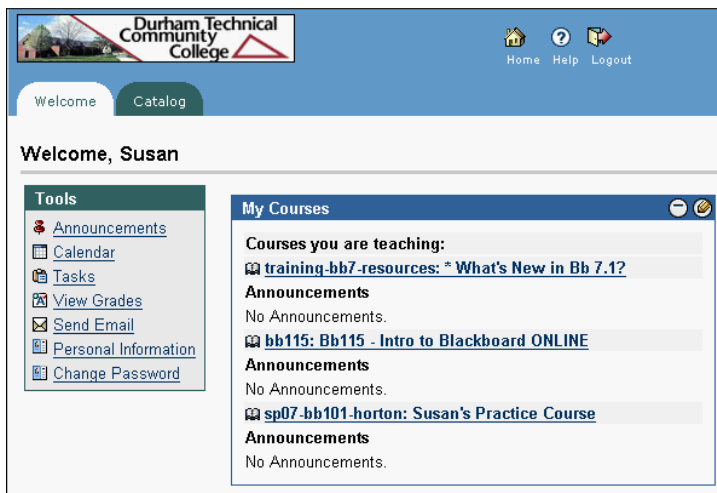 Durham Technical
Community
College
Home Help Logout
Welcome Catalog
Welcome, Susan
Tools
Announcements
Calendar
Tasks
View Grades
Send Email
Personal Information
Change Password
My Courses
Courses you are teaching:
training-bb7-resources: * What's New in Bb 7.1?
Announcements
No Announcements.
bb115: Bb115 - Intro to Blackboard ONLINE
Announcements
No Announcements.
sp07-bb101-horton: Susan's Practice Course
Announcements
No Announcements.